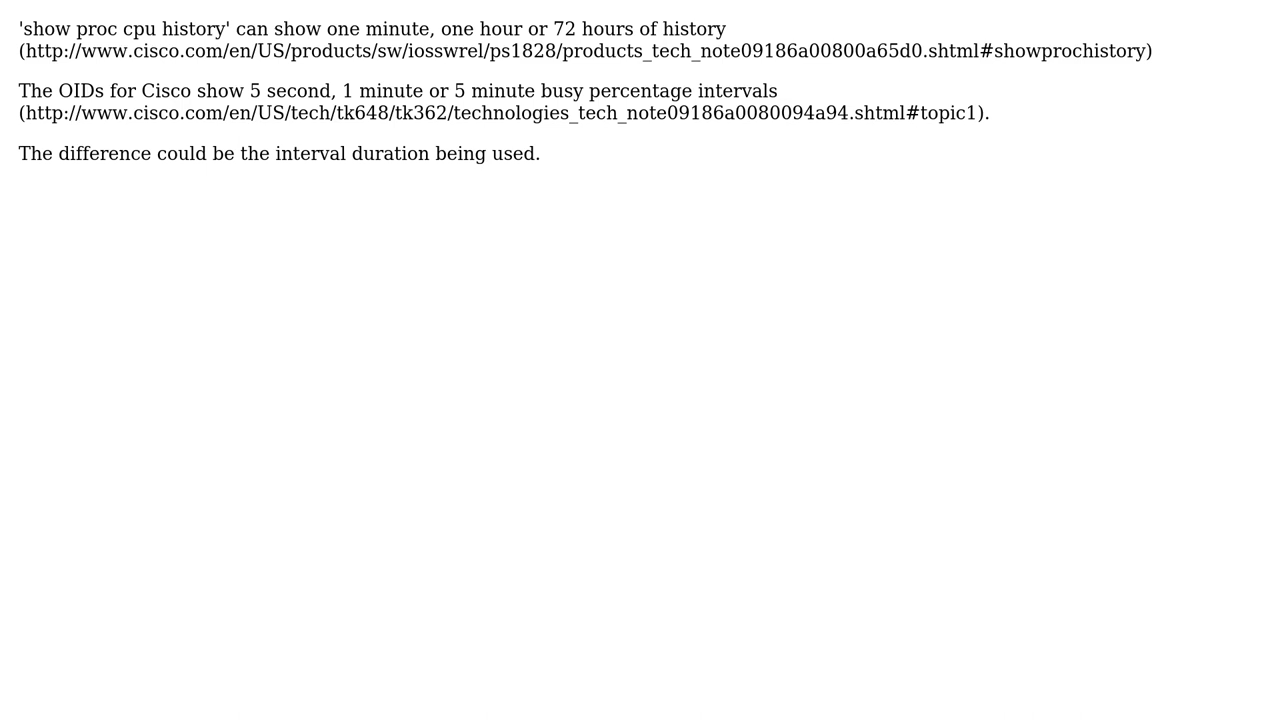 'show proc cpu history' can show one minute, one hour or 72 hours of history
(http://www.cisco.com/en/US/products/sw/iosswrel/ps1828/products_tech_note09186a00800a65d0.shtml#showprochistory)
The OIDs for Cisco show 5 second, 1 minute or 5 minute busy percentage intervals
(http://www.cisco.com/en/US/tech/tk648/tk362/technologies_tech_note09186a0080094a94.shtml#topic1).
The difference could be the interval duration being used.